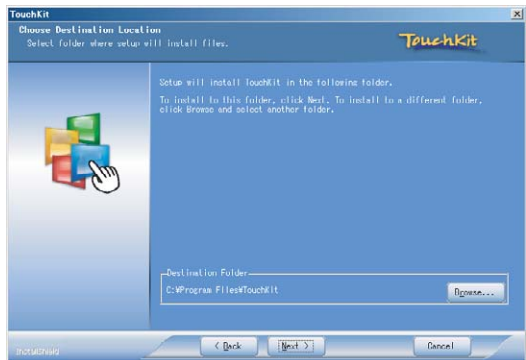 TouchKit
Choose Destination Location
Select folder where setup will install files.
TouchKit
Setup will install TouchKit in the following folder.
To install to this folder, click Next. To install to a different folder,
click Browse and select another folder.
Destination Folder
C:¥Program Files¥TouchKit
Browse...
InstallShield
< Back
Next >
Cancel